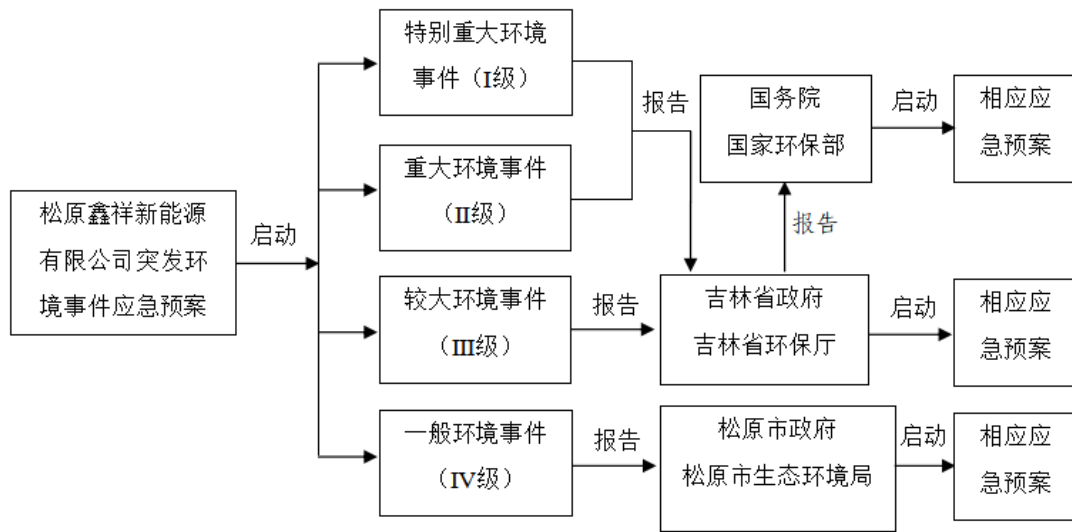 松原鑫祥新能源
有限公司突发环
境事件应急预案
启动
特别重大环境
事件（I级）
重大环境事件
（II级）
较大环境事件
（III级）
一般环境事件
（IV级）
报告
报告
报告
国务院
国家环保部
报告
吉林省政府
吉林省环保厅
松原市政府
松原市生态环境局
启动
启动
启动
相应应
急预案
相应应
急预案
相应应
急预案